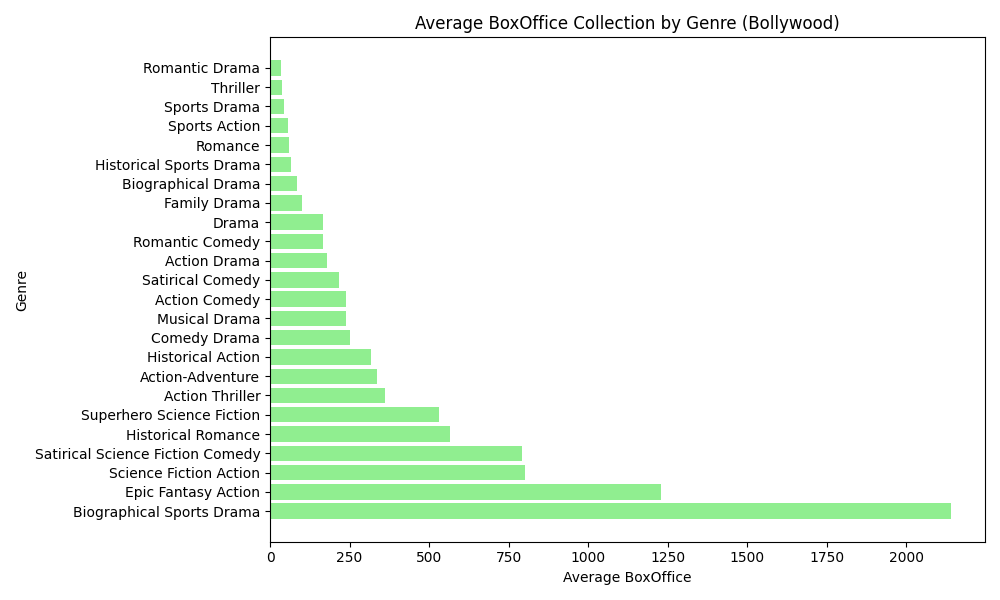 Average BoxOffice Collection by Genre (Bollywood)
Romantic Drama
Thriller
Sports Drama
Sports Action
Romance
Historical Sports Drama
Biographical Drama
Family Drama
Drama
Romantic Comedy
Action Drama
Satirical Comedy
Action Comedy
Musical Drama
Comedy Drama
Historical Action
Action-Adventure
Action Thriller
Superhero Science Fiction
Historical Romance
Satirical Science Fiction Comedy
Science Fiction Action
Epic Fantasy Action
Biographical Sports Drama
Genre
0 250 500 750 1000 1250 1500 1750 2000
Average BoxOffice